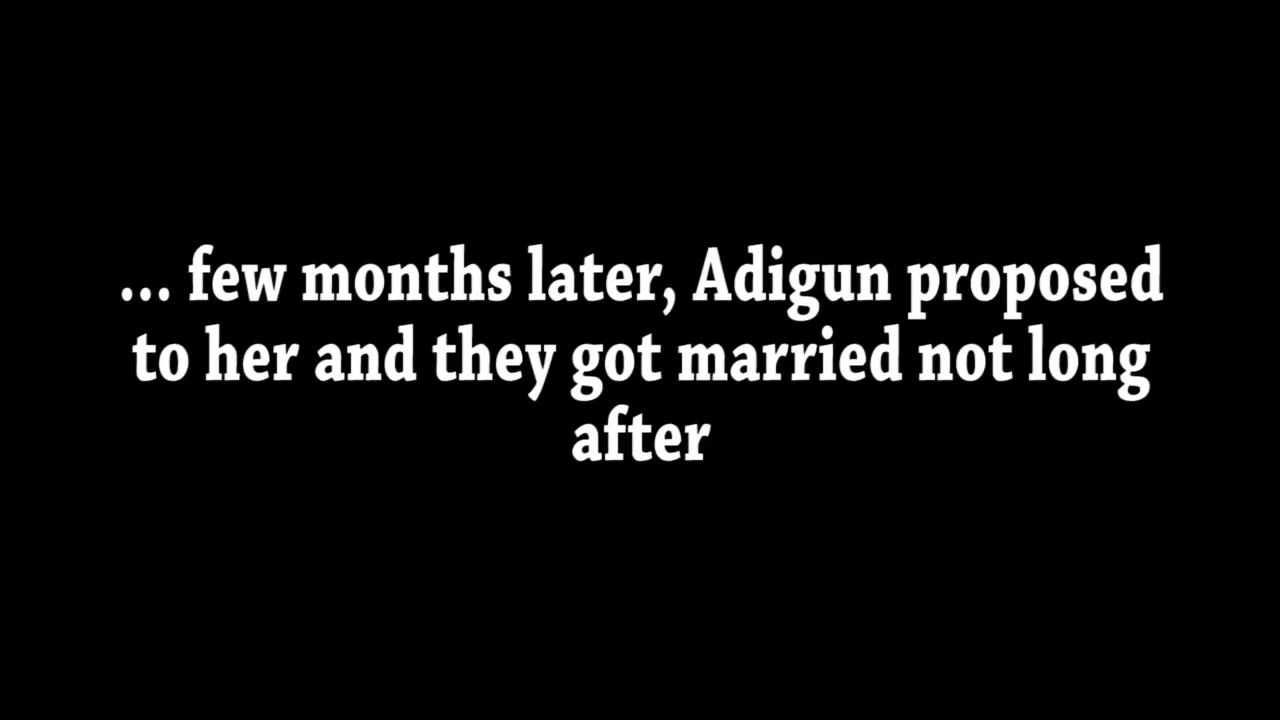 ... few months later, Adigun proposed
to her and they got married not long
after